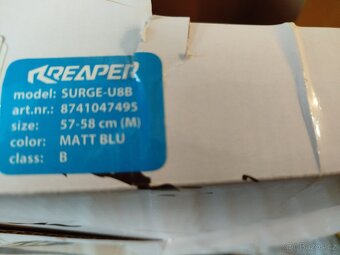 REAPER
model: SURGE-U8B
art.nr.: 8741047495
size: 57-58 cm (M)
color: MATT BLU
class: B